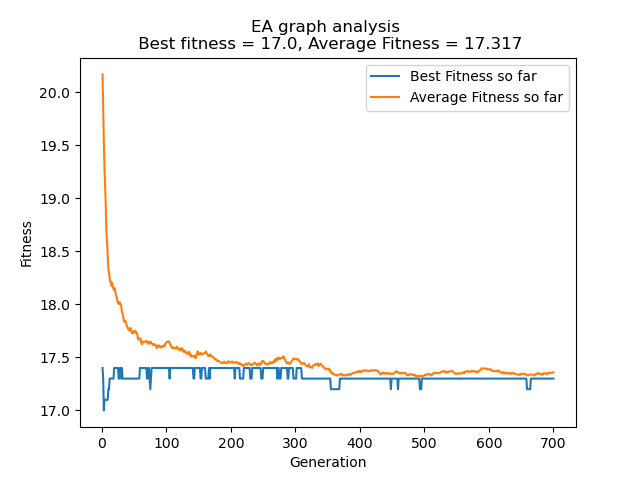 EA graph analysis
Best fitness = 17.0, Average Fitness = 17.317
Best Fitness so far
Average Fitness so far
20.0
19.5
19.0
18.5
18.0
17.5
17.0
Fitness
0 100 200 300 400 500 600 700
Generation